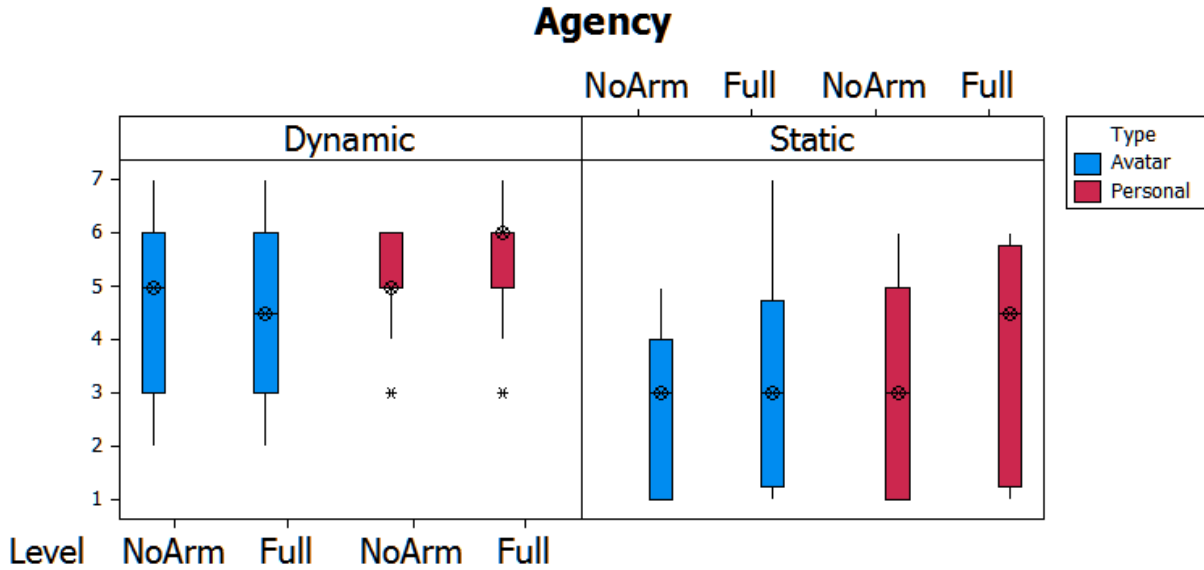 Agency
NoArm Full NoArm Full
Dynamic Static
Type
Avatar
Personal
7
6
5
4
3
2
1
Level NoArm Full NoArm Full